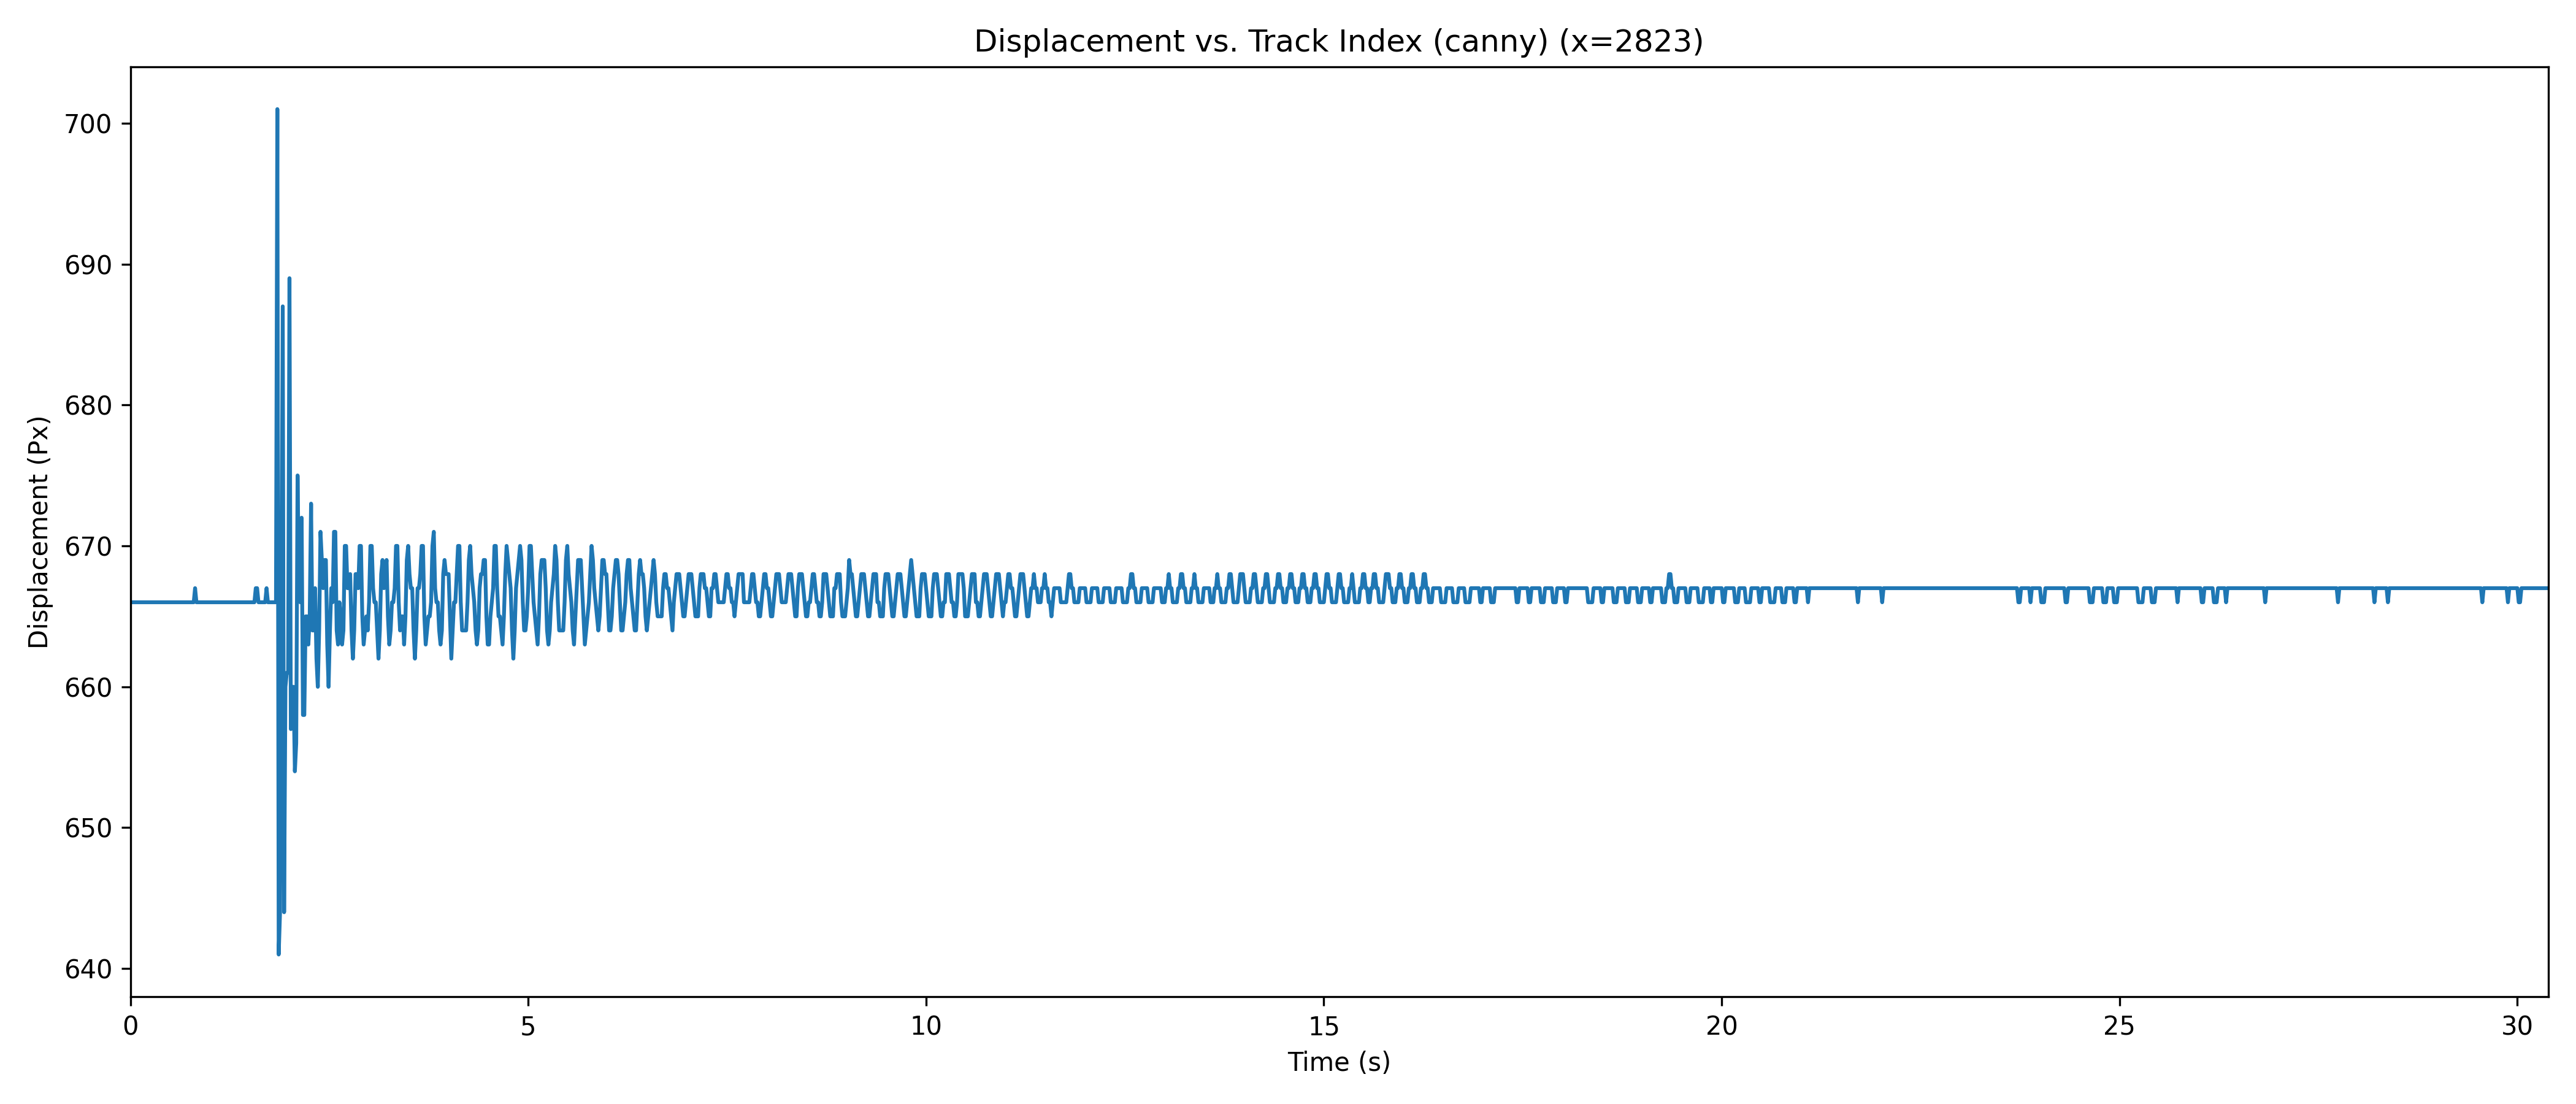 Displacement vs. Track Index (canny) (x=2823)
Displacement (Px)
700
690
680
670
660
650
640
0 5 10 15 20 25 30
Time (s)